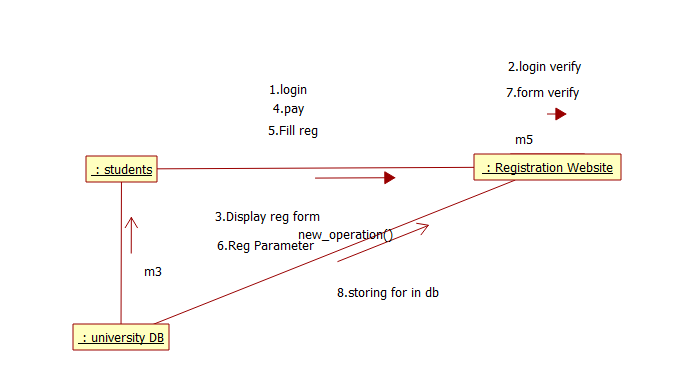 2.login verify
1.login
7.form verify
4.pay
5.Fill reg
m5
: students
: Registration Website
3.Display reg form
new_operation()
6.Reg Parameter
m3
8.storing for in db
: university DB